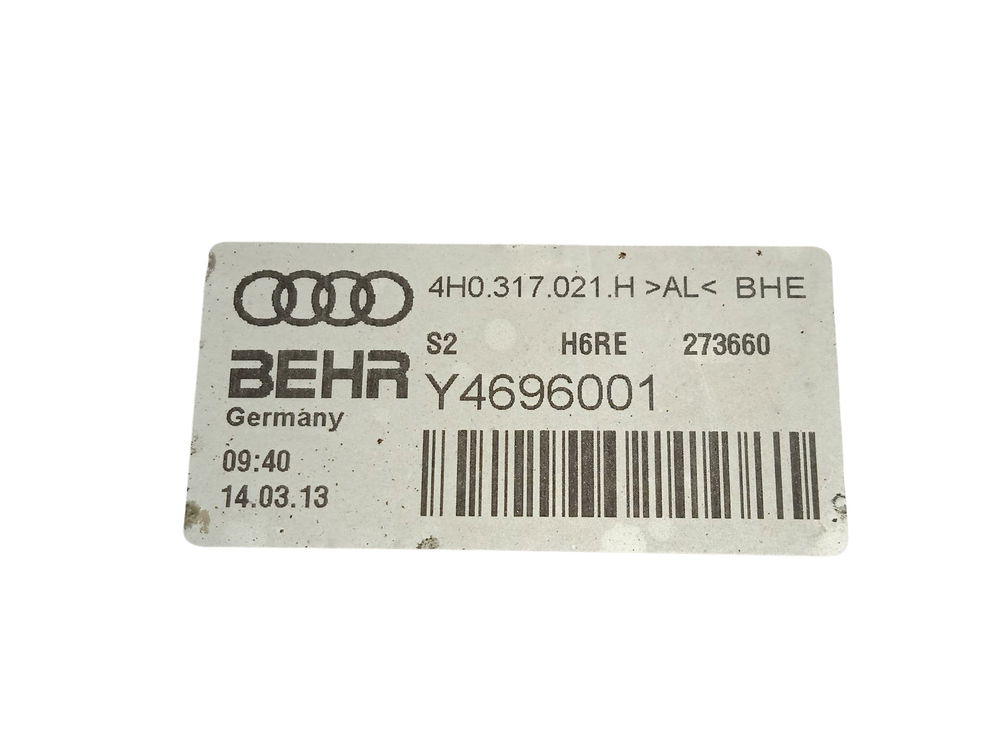 4H0.317.021.H >AL< BHE
S2 H6RE 273660
BEHR
Y4696001
Germany
09:40
14.03.13